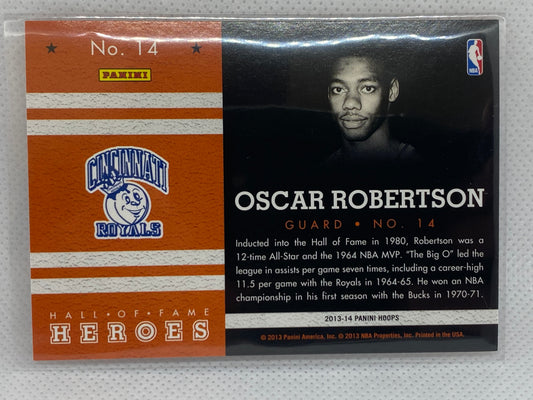 No. 14
PANINI
CINCINNATI
ROYALS
HALL • OF • FAME
HEROES
NBA
OSCAR ROBERTSON
GUARD • NO. 14
Inducted into the Hall of Fame in 1980, Robertson was a
12-time All-Star and the 1964 NBA MVP. "The Big O" led the
league in assists per game seven times, including a career-high
11.5 per game with the Royals in 1964-65. He won an NBA
championship in his first season with the Bucks in 1970-71.
2013-14 PANINI HOOPS
© 2013 Panini America, Inc. © 2013 NBA Properties, Inc. Printed in the USA.